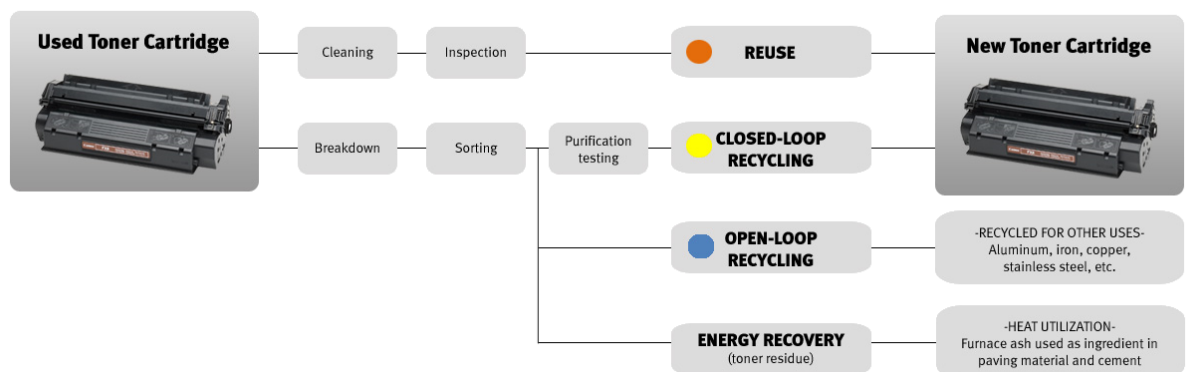 Used Toner Cartridge
Cleaning
Inspection
REUSE
New Toner Cartridge
Breakdown
Sorting
Purification
testing
CLOSED-LOOP
RECYCLING
OPEN-LOOP
RECYCLING
-RECYCLED FOR OTHER USES-
Aluminum, iron, copper,
stainless steel, etc.
ENERGY RECOVERY
(toner residue)
-HEAT UTILIZATION-
Furnace ash used as ingredient in
paving material and cement